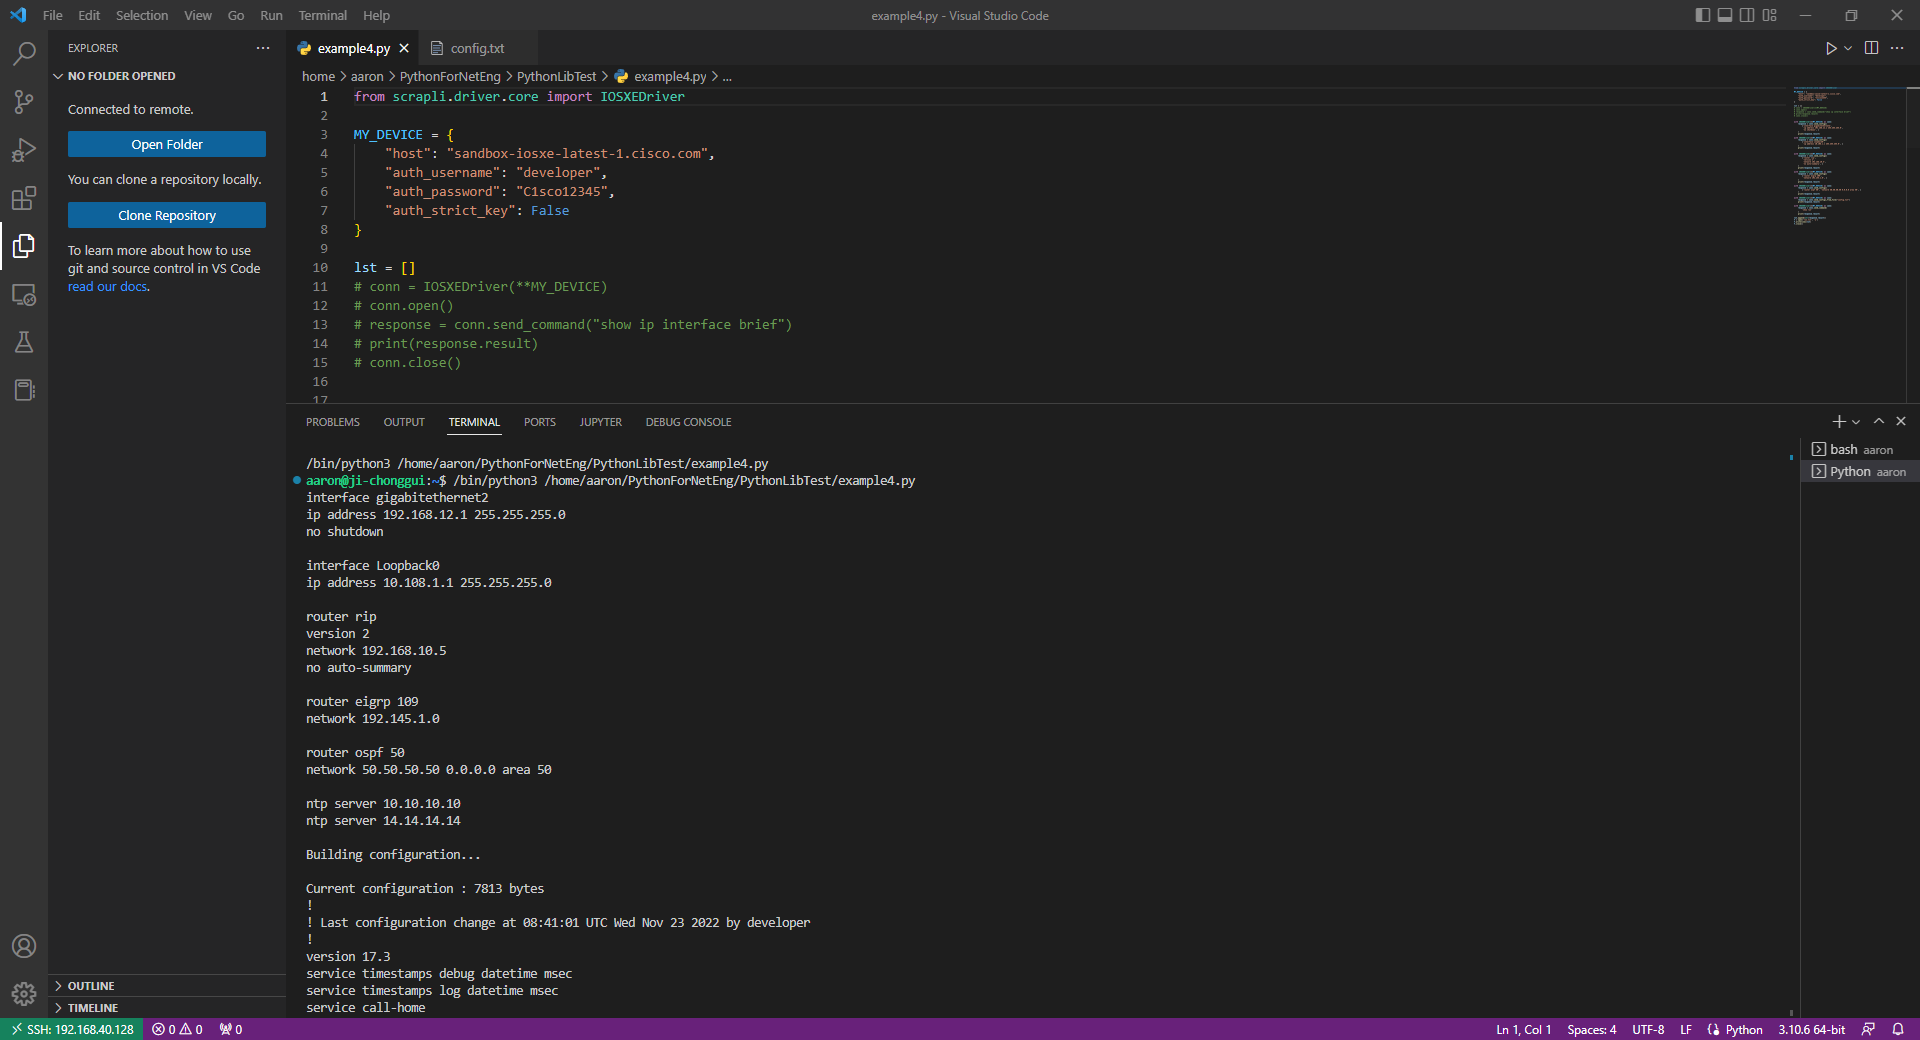 File Edit Selection View Go Run Terminal Help
example4.py - Visual Studio Code
EXPLORER
NO FOLDER OPENED
Connected to remote.
Open Folder
You can clone a repository locally.
Clone Repository
To learn more about how to use
git and source control in VS Code
read our docs.
OUTLINE
TIMELINE
example4.py
config.txt
home > aaron > PythonForNetEng > PythonLibTest > example4.py > ...
1 from scrapli.driver.core import IOSXEDriver
2
3 MY_DEVICE = {
4 "host": "sandbox-iosxe-latest-1.cisco.com",
5 "auth_username": "developer",
6 "auth_password": "C1sco12345",
7 "auth_strict_key": False
8 }
9
10 lst = []
11 # conn = IOSXEDriver(**MY_DEVICE)
12 # conn.open()
13 # response = conn.send_command("show ip interface brief")
14 # print(response.result)
15 # conn.close()
16
17
PROBLEMS OUTPUT TERMINAL PORTS JUPYTER DEBUG CONSOLE
/bin/python3 /home/aaron/PythonForNetEng/PythonLibTest/example4.py
aaron@ji-chonggui:~$ /bin/python3 /home/aaron/PythonForNetEng/PythonLibTest/example4.py
interface gigabitethernet2
ip address 192.168.12.1 255.255.255.0
no shutdown
interface Loopback0
ip address 10.108.1.1 255.255.255.0
router rip
version 2
network 192.168.10.5
no auto-summary
router eigrp 109
network 192.145.1.0
router ospf 50
network 50.50.50.50 0.0.0.0 area 50
ntp server 10.10.10.10
ntp server 14.14.14.14
Building configuration...
Current configuration : 7813 bytes
!
! Last configuration change at 08:41:01 UTC Wed Nov 23 2022 by developer
!
version 17.3
service timestamps debug datetime msec
service timestamps log datetime msec
service call-home
bash aaron
Python aaron
SSH: 192.168.40.128
0 0
0
Ln 1, Col 1 Spaces: 4 UTF-8 LF Python 3.10.6 64-bit